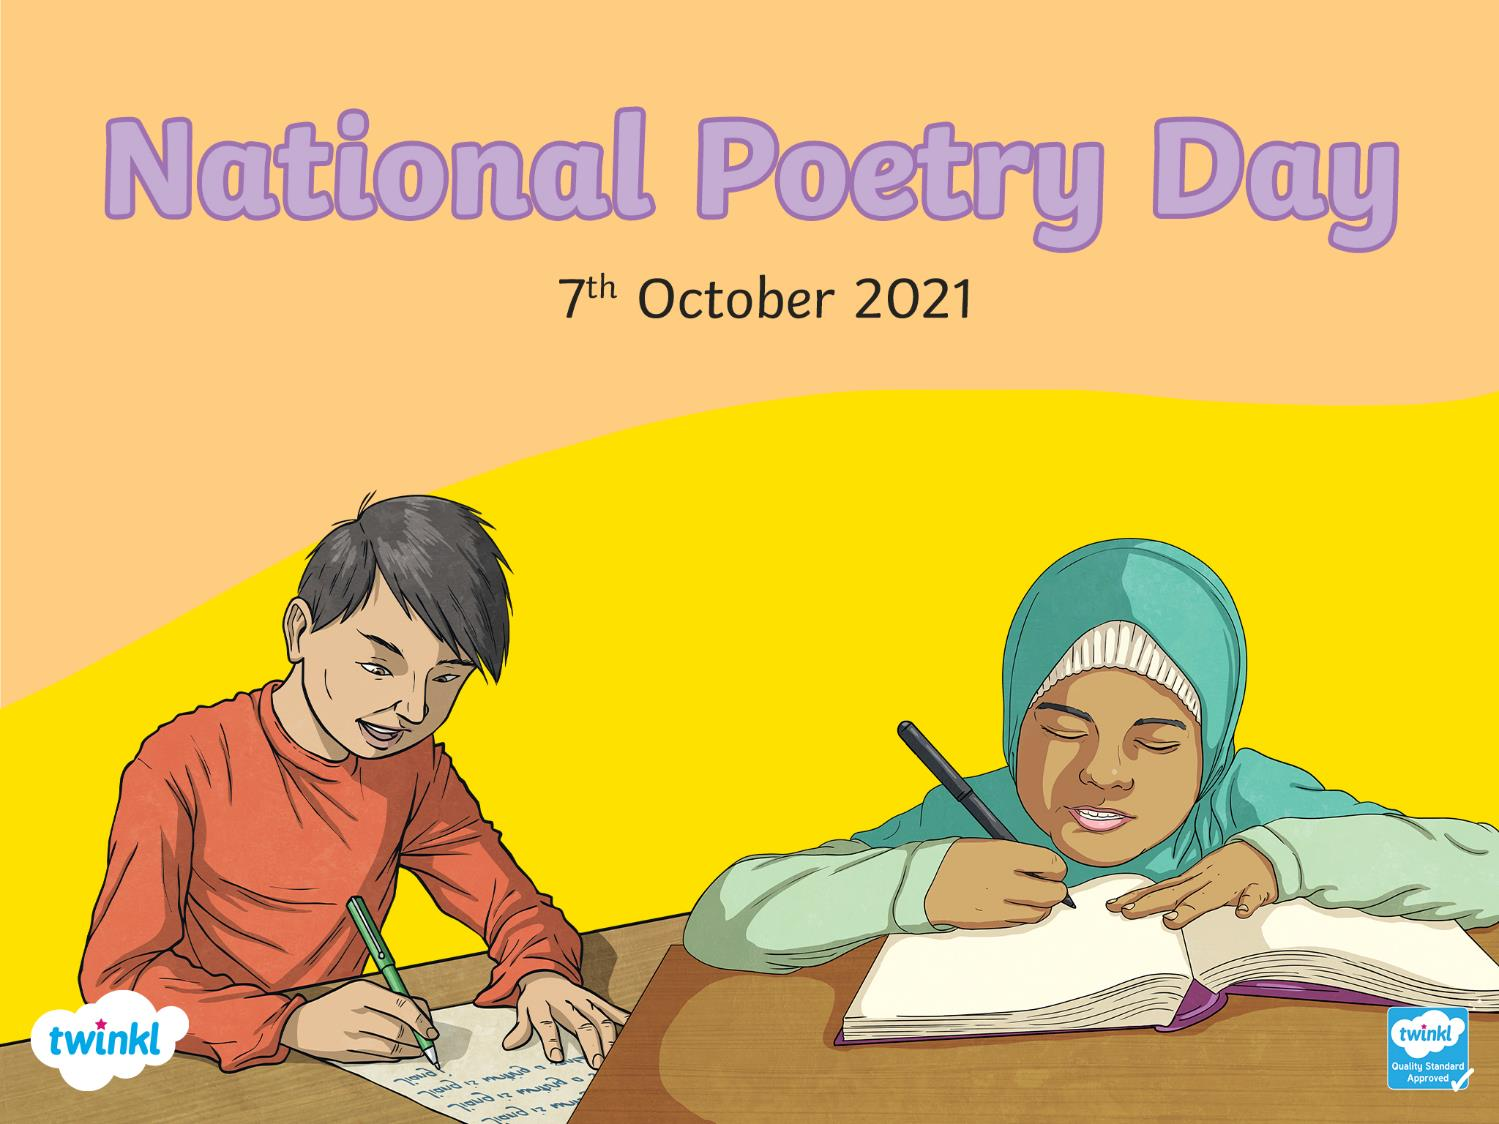 National Poetry Day
7th October 2021
twinkl
twinkl
Quality Standard
Approved